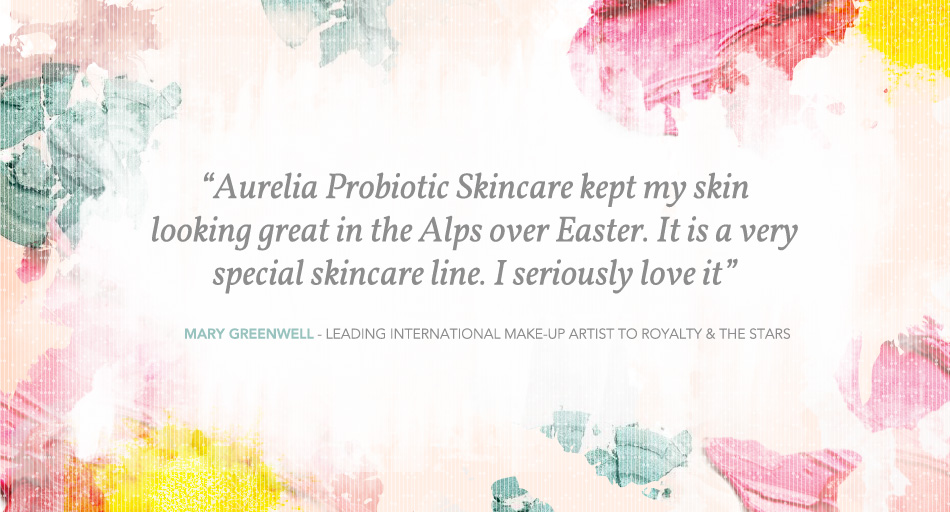 “Aurelia Probiotic Skincare kept my skin
looking great in the Alps over Easter. It is a very
special skincare line. I seriously love it”
MARY GREENWELL - LEADING INTERNATIONAL MAKE-UP ARTIST TO ROYALTY & THE STARS